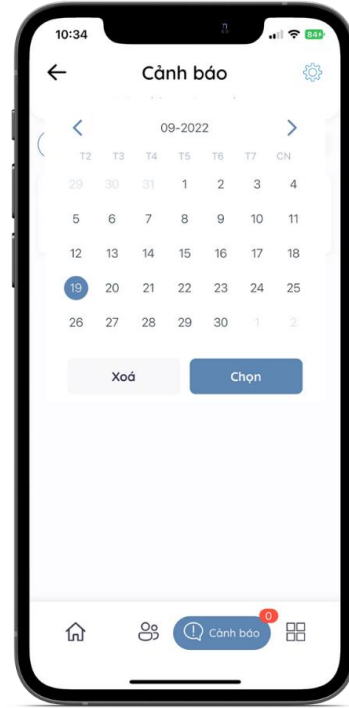 10:34
84
Cảnh báo
09-2022
T2 T3 T4 T5 T6 T7 CN
29 30 31 1 2 3 4
5 6 7 8 9 10 11
12 13 14 15 16 17 18
19 20 21 22 23 24 25
26 27 28 29 30 1 2
Xoá Chọn
0
Cảnh báo